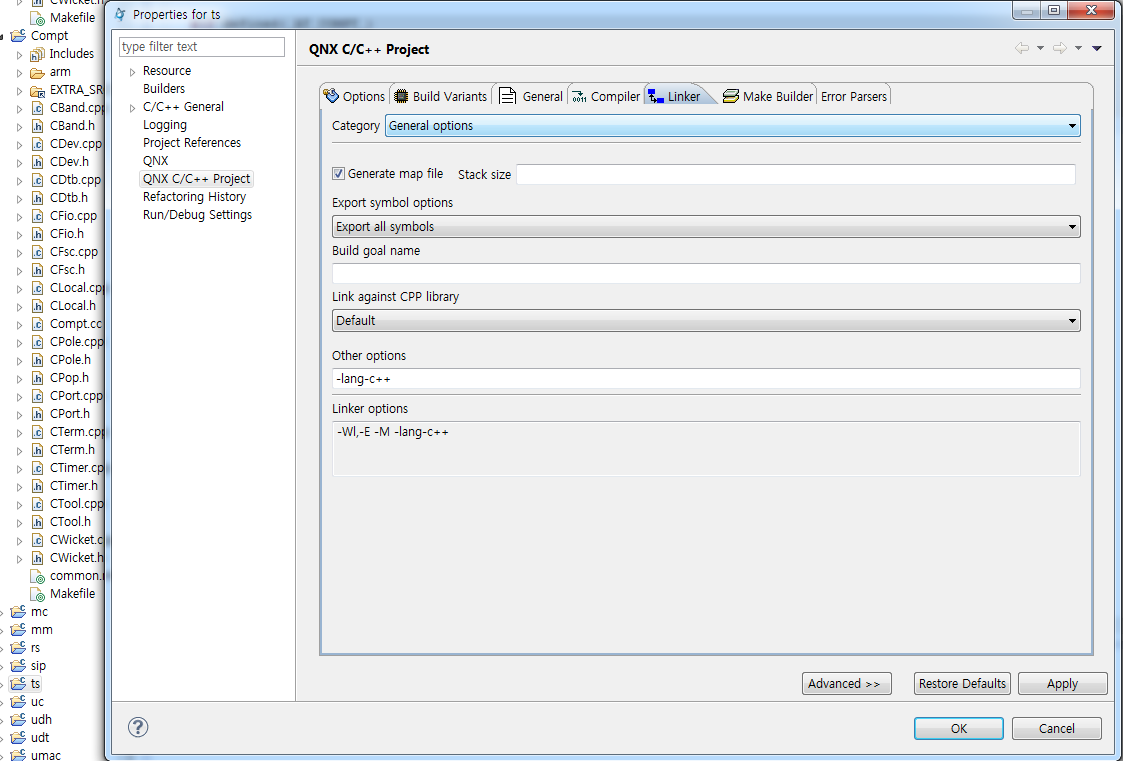 CWicket.h
Makefile
Compt
Includes
arm
EXTRA_SR
CBand.cpp
CBand.h
CDev.cpp
CDev.h
CDtb.cpp
CDtb.h
CFio.cpp
CFio.h
CFsc.cpp
CFsc.h
CLocal.cpp
CLocal.h
Compt.cc
CPole.cpp
CPole.h
CPop.h
CPort.cpp
CPort.h
CTerm.cpp
CTerm.h
CTimer.cp
CTimer.h
CTool.cpp
CTool.h
CWicket.c
CWicket.h
common.
Makefile
mc
mm
rs
sip
ts
uc
udh
udt
umac
Properties for ts
type filter text
Resource
Builders
C/C++ General
Logging
Project References
QNX
QNX C/C++ Project
Refactoring History
Run/Debug Settings
QNX C/C++ Project
Options Build Variants General Compiler Linker Make Builder Error Parsers
Category General options
Generate map file Stack size
Export symbol options
Export all symbols
Build goal name
Link against CPP library
Default
Other options
-lang-c++
Linker options
-Wl,-E -M -lang-c++
Advanced >> Restore Defaults Apply
OK Cancel